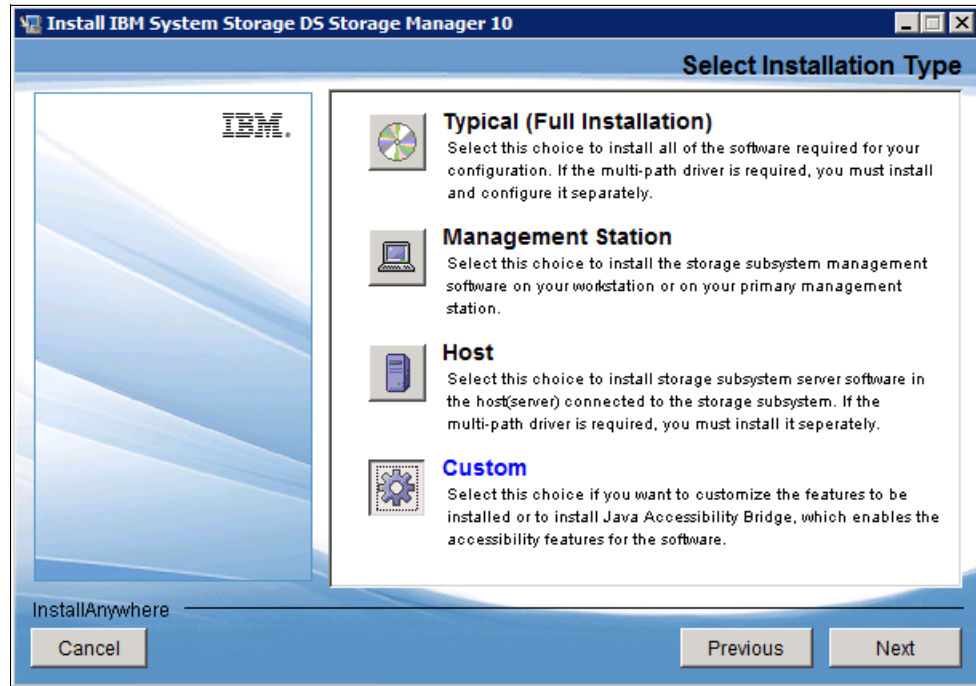 Install IBM System Storage DS Storage Manager 10
Select Installation Type
IBM.
Typical (Full Installation)
Select this choice to install all of the software required for your
configuration. If the multi-path driver is required, you must install
and configure it separately.
Management Station
Select this choice to install the storage subsystem management
software on your workstation or on your primary management
station.
Host
Select this choice to install storage subsystem server software in
the host(server) connected to the storage subsystem. If the
multi-path driver is required, you must install it seperately.
Custom
Select this choice if you want to customize the features to be
installed or to install Java Accessibility Bridge, which enables the
accessibility features for the software.
InstallAnywhere
Cancel
Previous
Next